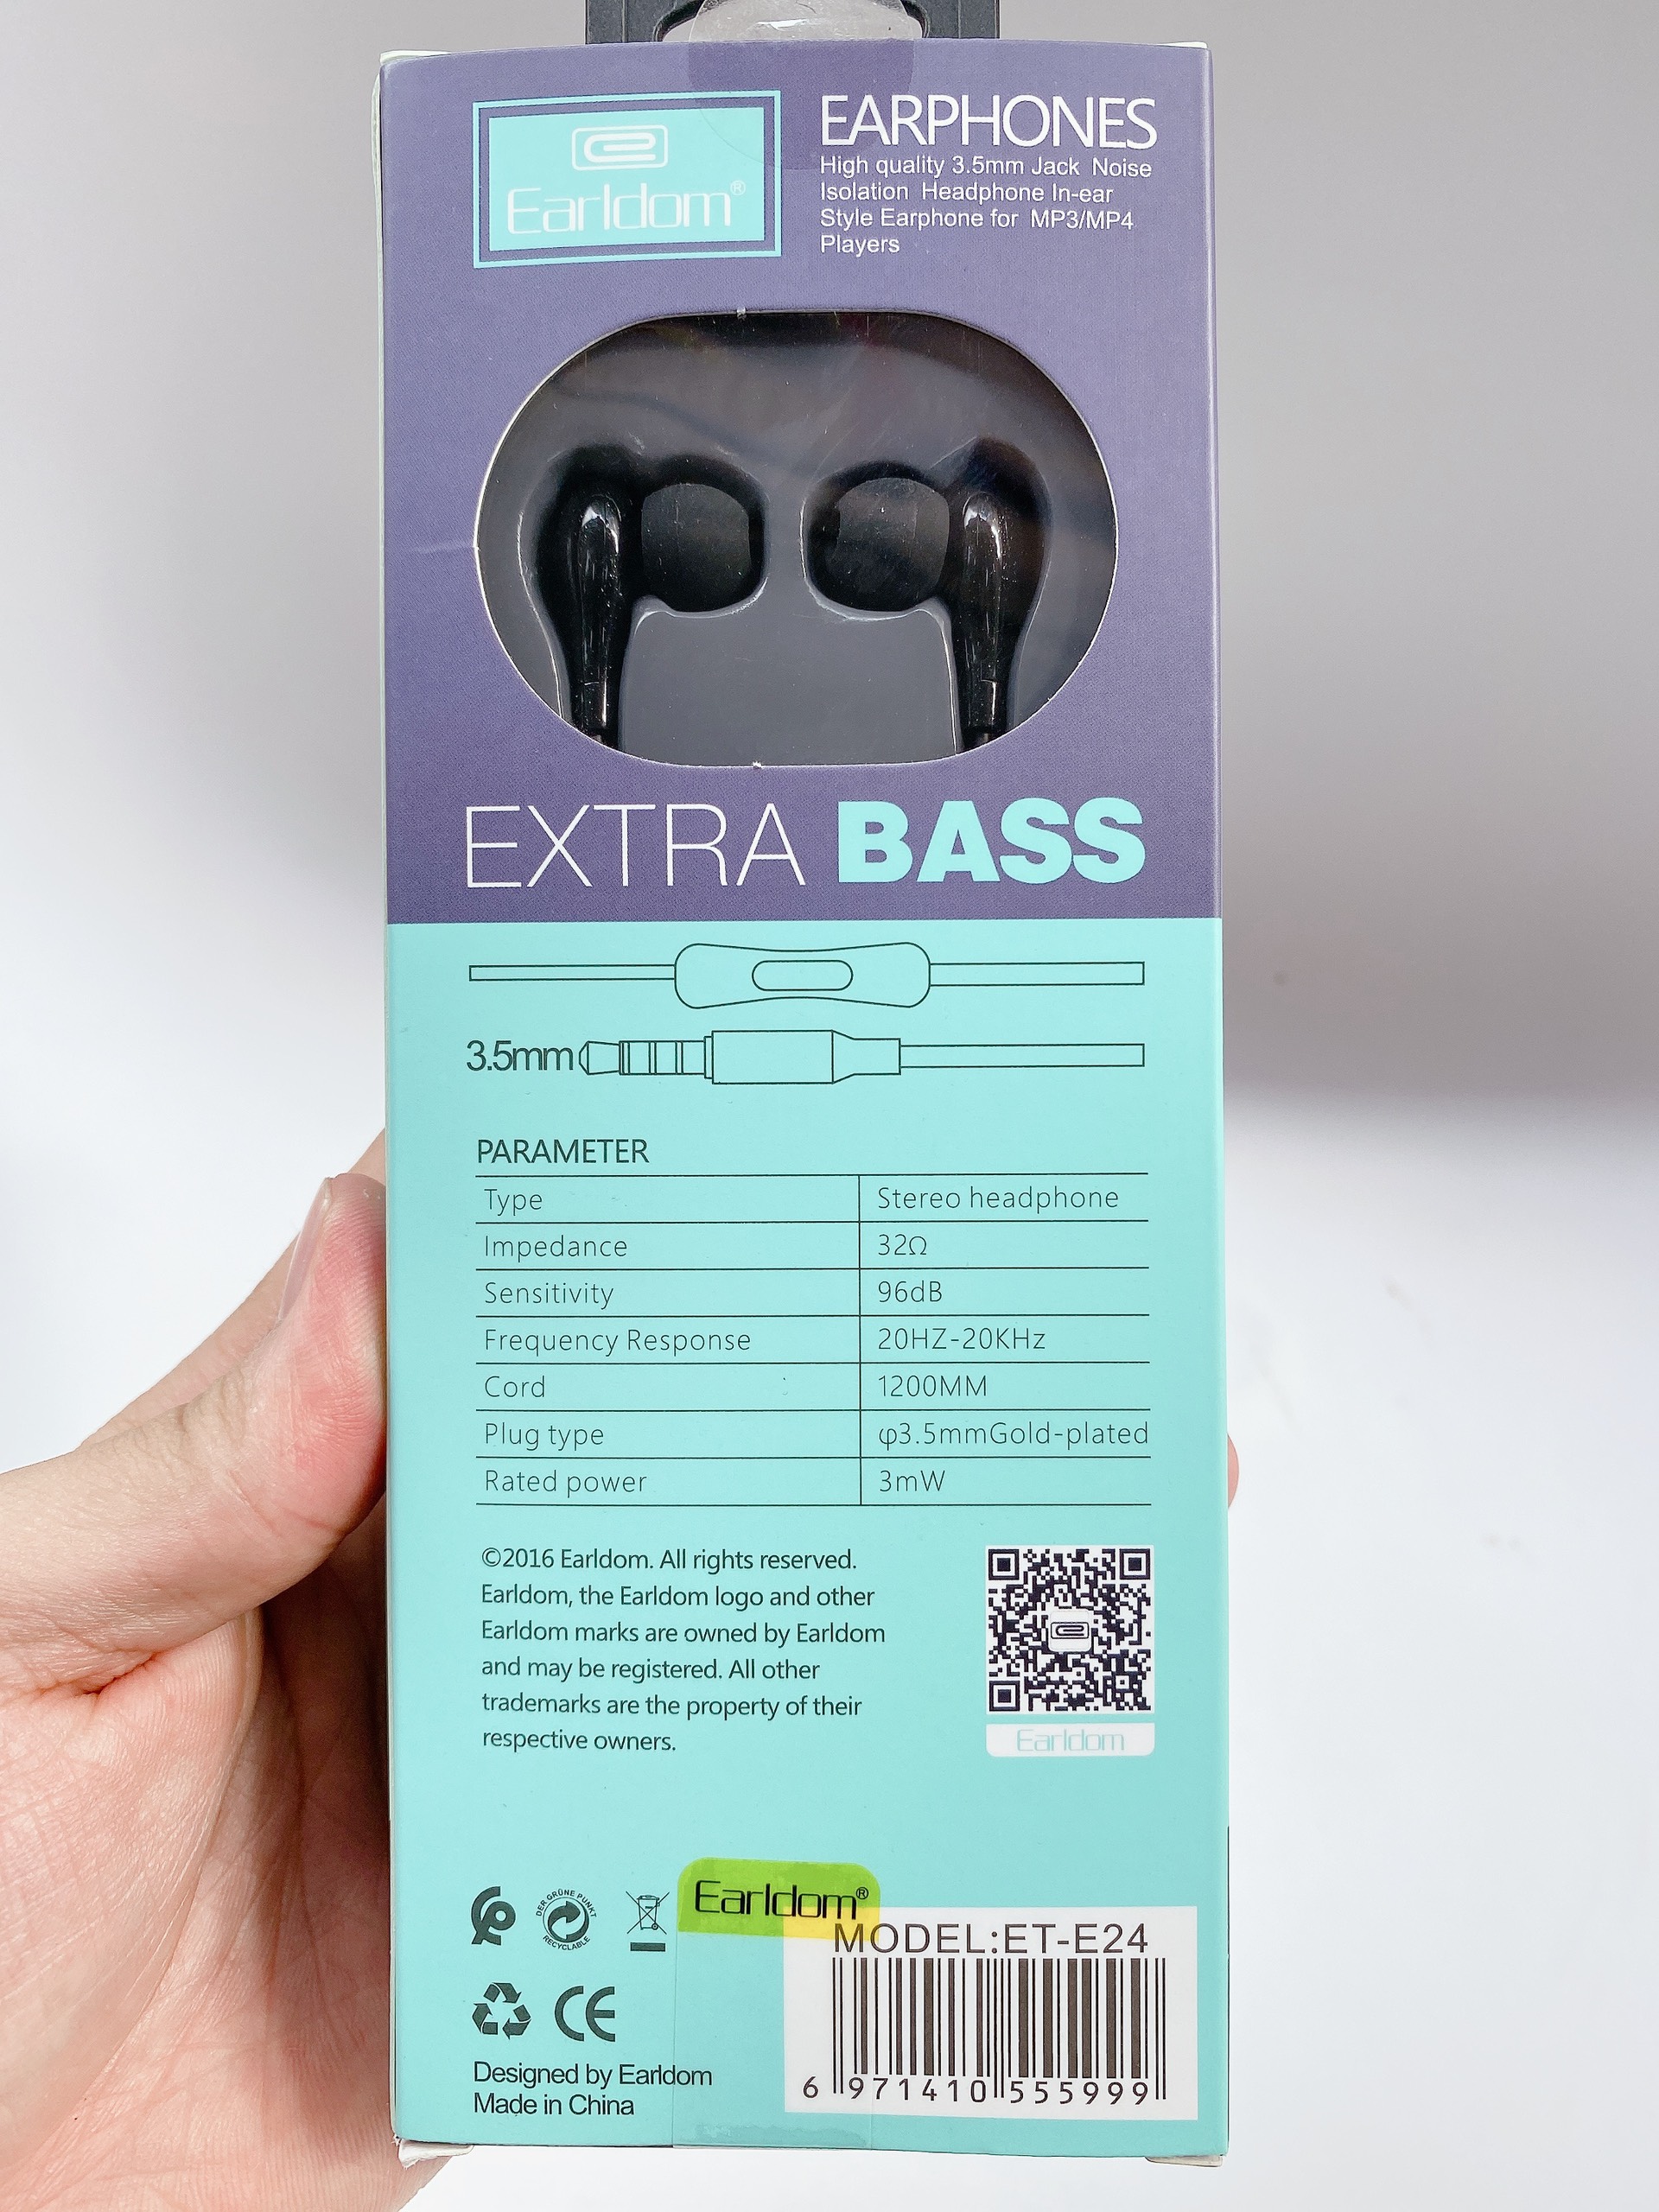 Earldom®
EARPHONES
High quality 3.5mm Jack Noise
Isolation Headphone In-ear
Style Earphone for MP3/MP4
Players
EXTRA BASS
3.5mm
PARAMETER
Type Stereo headphone
Impedance 32Ω
Sensitivity 96dB
Frequency Response 20HZ-20KHz
Cord 1200MM
Plug type φ3.5mmGold-plated
Rated power 3mW
©2016 Earldom. All rights reserved.
Earldom, the Earldom logo and other
Earldom marks are owned by Earldom
and may be registered. All other
trademarks are the property of their
respective owners.
Earldom
DER GRÜNE PUNKT
RECYCLABLE
Earldom®
MODEL:ET-E24
CE
6 971410 555999
Designed by Earldom
Made in China